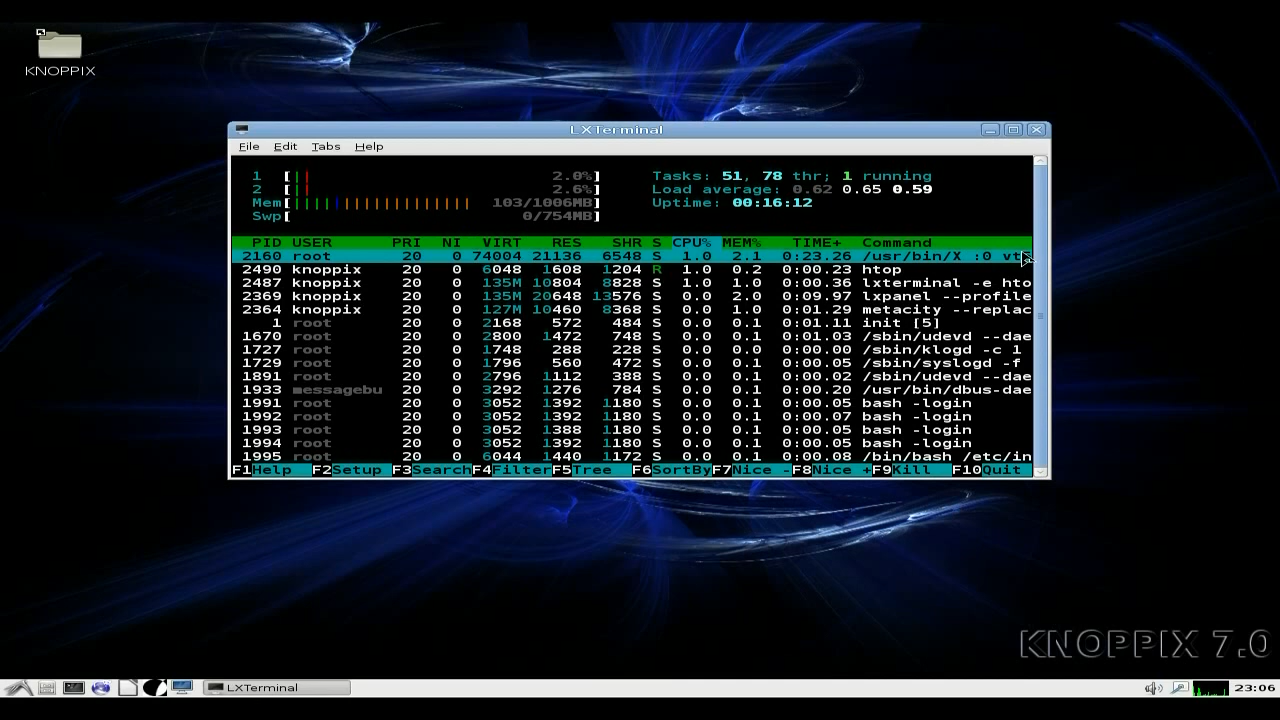 KNOPPIX
LXTerminal
File Edit Tabs Help
1 [|| 2.0%] Tasks: 51, 78 thr; 1 running
2 [|| 2.6%] Load average: 0.62 0.65 0.59
Mem[|||||||||||||||||| 103/1006MB] Uptime: 00:16:12
Swp[ 0/754MB]
PID USER PRI NI VIRT RES SHR S CPU% MEM% TIME+ Command
2160 root 20 0 74004 21136 6548 S 1.0 2.1 0:23.26 /usr/bin/X :0 vt
2490 knoppix 20 0 6048 1608 1204 R 1.0 0.2 0:00.23 htop
2487 knoppix 20 0 135M 10804 8828 S 1.0 1.0 0:00.36 lxterminal -e hto
2369 knoppix 20 0 135M 20648 13576 S 0.0 2.0 0:09.97 lxpanel --profile
2364 knoppix 20 0 127M 10460 8368 S 0.0 1.0 0:01.29 metacity --replac
1 root 20 0 2168 572 484 S 0.0 0.1 0:01.11 init [5]
1670 root 20 0 2800 1472 748 S 0.0 0.1 0:01.03 /sbin/udevd --dae
1727 root 20 0 1748 288 228 S 0.0 0.0 0:00.00 /sbin/klogd -c 1
1729 root 20 0 1796 560 472 S 0.0 0.1 0:00.05 /sbin/syslogd -f
1891 root 20 0 2796 1112 388 S 0.0 0.1 0:00.02 /sbin/udevd --dae
1933 messagebu 20 0 3292 1276 784 S 0.0 0.1 0:00.20 /usr/bin/dbus-dae
1991 root 20 0 3052 1392 1180 S 0.0 0.1 0:00.05 bash -login
1992 root 20 0 3052 1392 1180 S 0.0 0.1 0:00.07 bash -login
1993 root 20 0 3052 1388 1180 S 0.0 0.1 0:00.05 bash -login
1994 root 20 0 3052 1392 1180 S 0.0 0.1 0:00.05 bash -login
1995 root 20 0 6044 1440 1172 S 0.0 0.1 0:00.08 /bin/bash /etc/in
F1Help F2Setup F3SearchF4FilterF5Tree F6SortByF7Nice -F8Nice +F9Kill F10Quit
KNOPPIX 7.0
LXTerminal 23:06